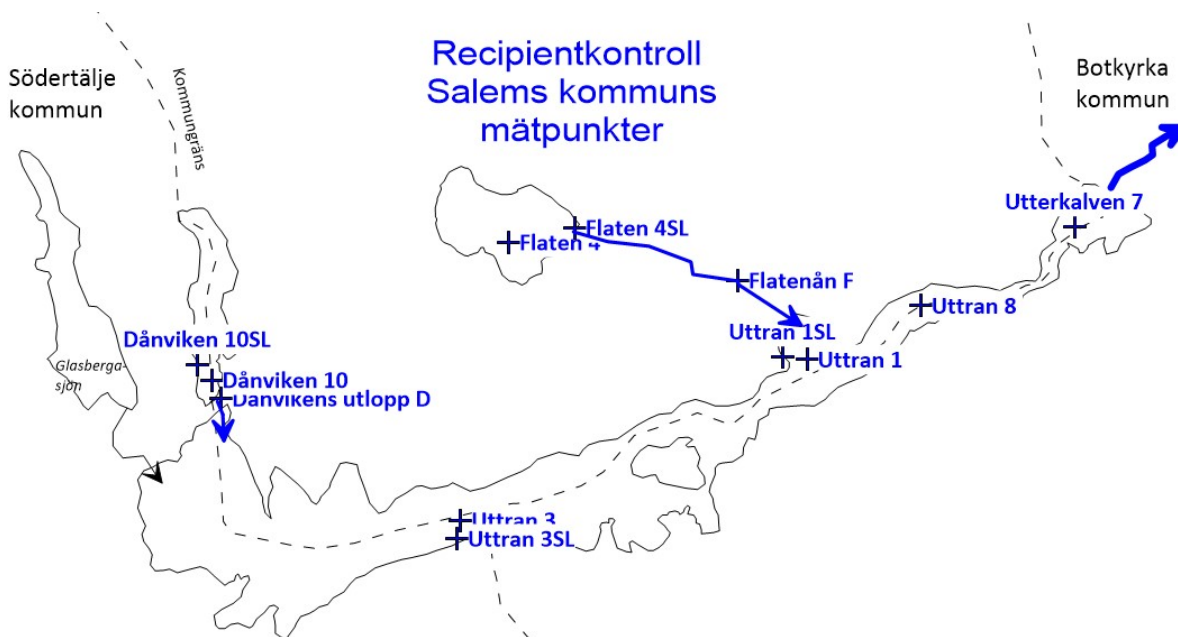 Recipientkontroll
Salems kommuns
mätpunkter
Södertälje
kommun
Kommungräns
Botkyrka
kommun
Utterkalven 7
Flaten 4SL
Flaten 4
Flatenån F
Uttran 8
Uttran 1SL
Uttran 1
Dånviken 10SL
Glasberga-
sjön
Dånviken 10
Dånvikens utlopp D
Uttran 3
Uttran 3SL